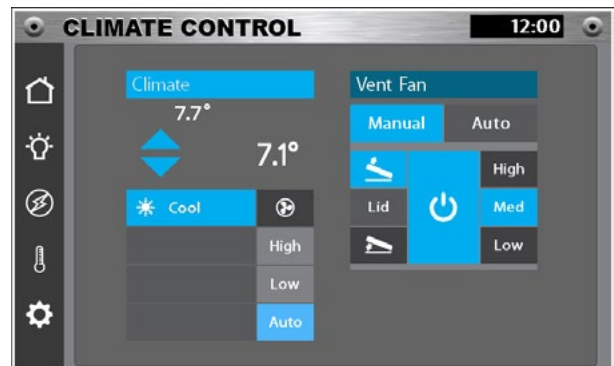 CLIMATE CONTROL 12:00
Climate
7.7°
7.1°
Cool
High
Low
Auto
Vent Fan
Manual Auto
High
Lid Med
Low